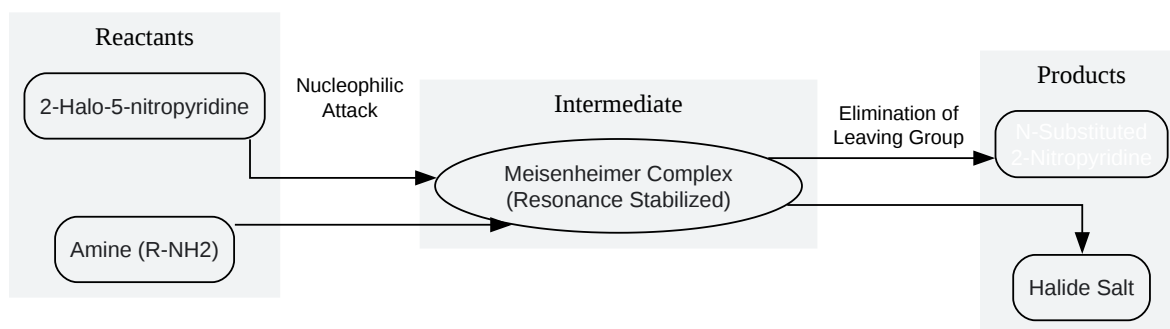 Reactants
2-Halo-5-nitropyridine
Amine (R-NH2)
Nucleophilic
Attack
Intermediate
Meisenheimer Complex
(Resonance Stabilized)
Elimination of
Leaving Group
Products
N-Substituted
2-Nitropyridine
Halide Salt